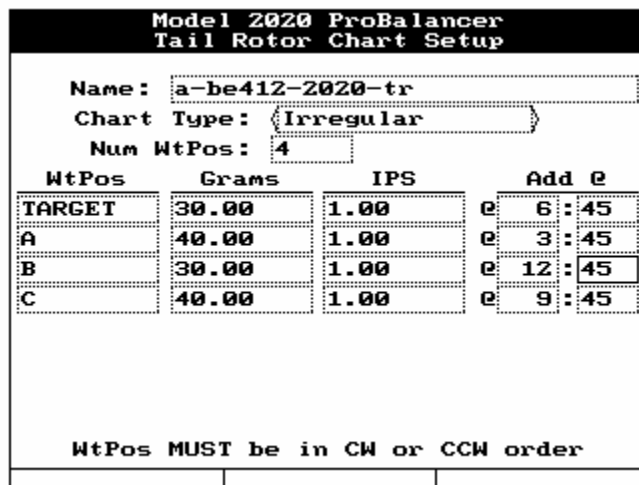 Model 2020 ProBalancer
Tail Rotor Chart Setup
Name: a-be412-2020-tr
Chart Type: Irregular
Num WtPos: 4
WtPos Grams IPS Add @
TARGET 30.00 1.00 @ 6:45
A 40.00 1.00 @ 3:45
B 30.00 1.00 @ 12:45
C 40.00 1.00 @ 9:45
WtPos MUST be in CW or CCW order